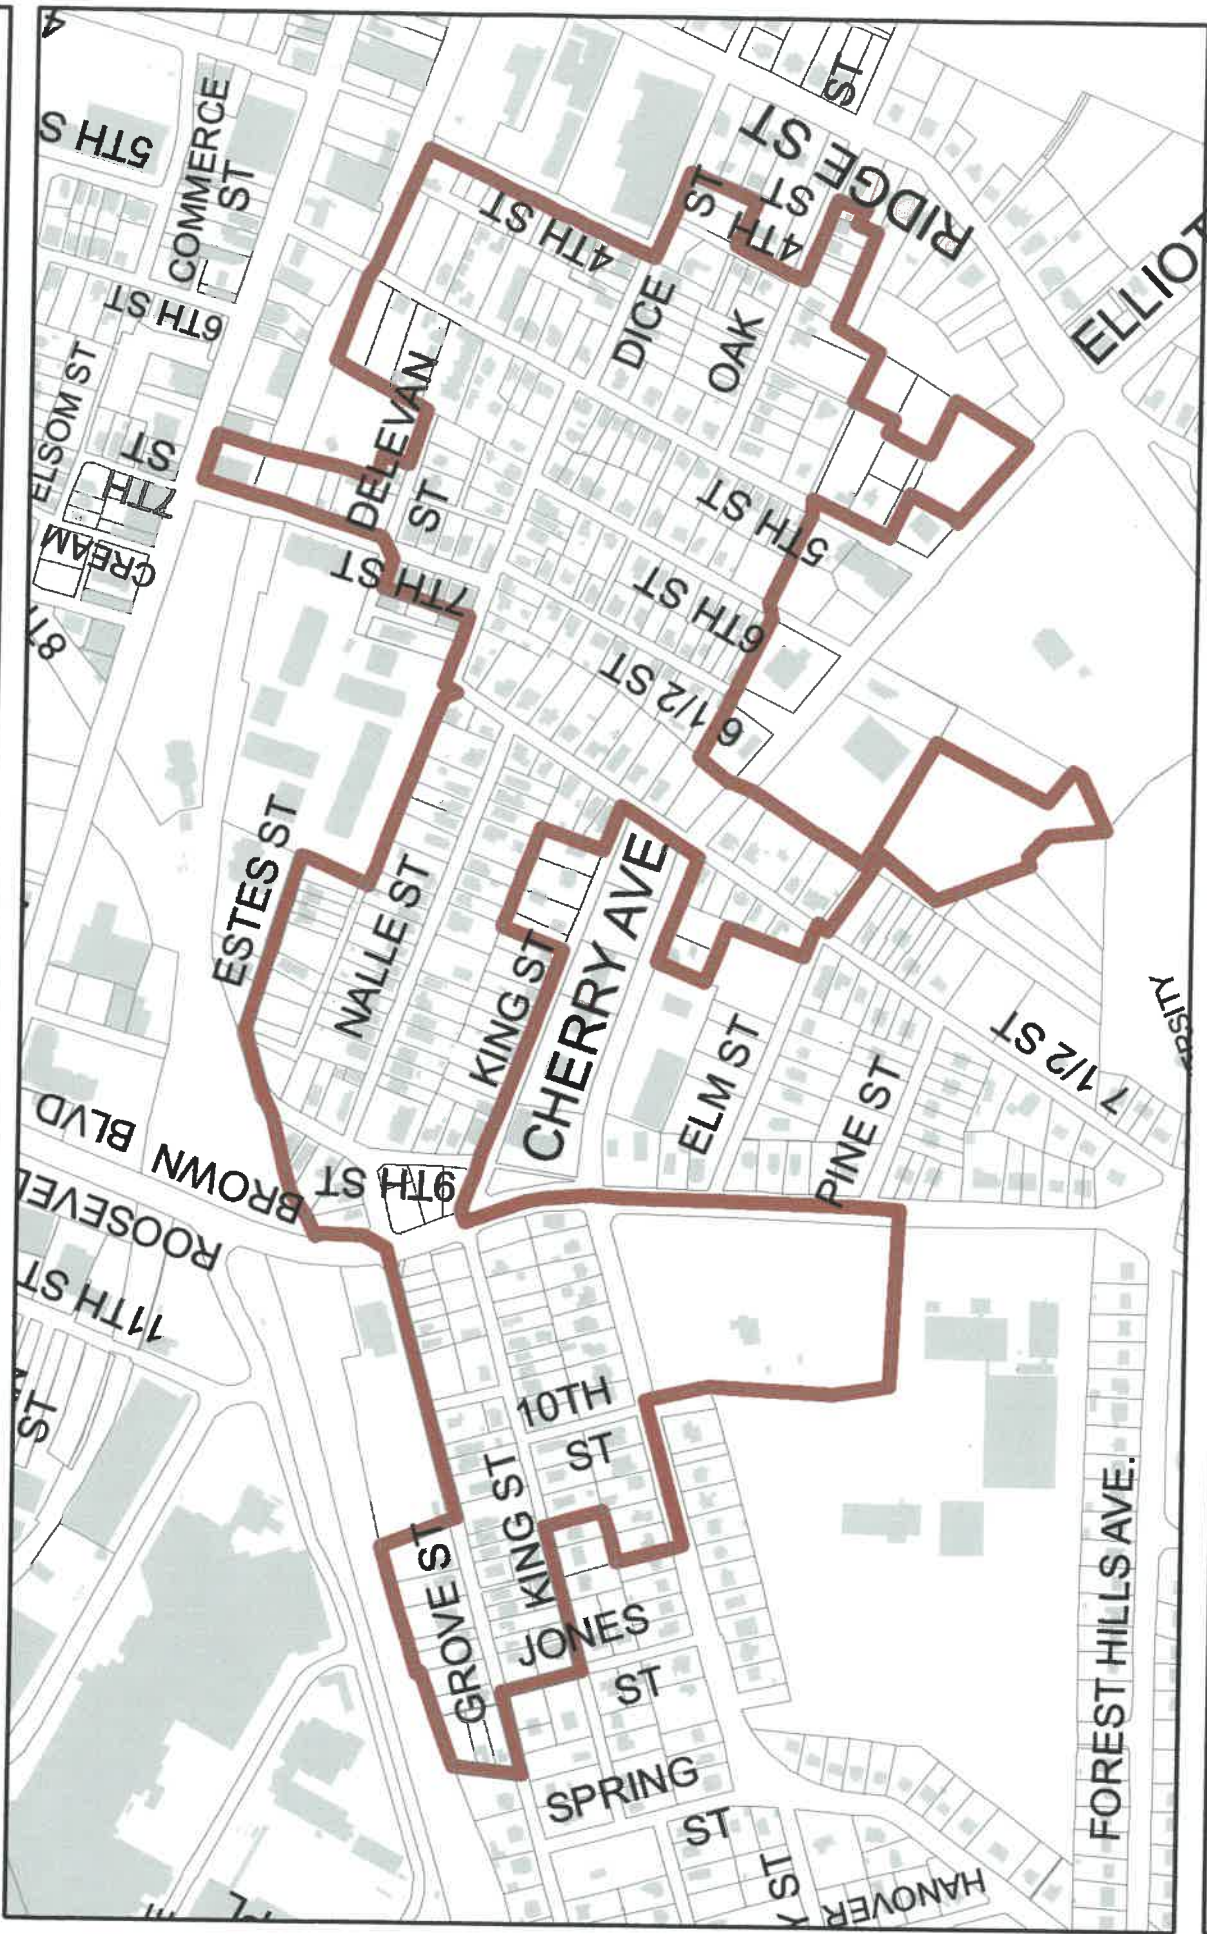 5TH S
COMMERCE
ST
6TH ST
ELSOM ST
7TH
ST
CREAM
4TH ST
RIDGE ST
ST
4TH
ST
ST
DICE
OAK
ELLIOT
DELEVAN
ST
7TH ST
5TH ST
6TH ST
6 1/2 ST
ESTES ST
NALLE ST
KING ST
CHERRY AVE
ELM ST
PINE ST
7 1/2 ST
9TH ST
ROOSEVEL
BROWN BLVD
11TH ST
ST
10TH
ST
KING ST
GROVE ST
JONES
ST
SPRING
ST
ST
HANOVER
FOREST HILLS AVE.